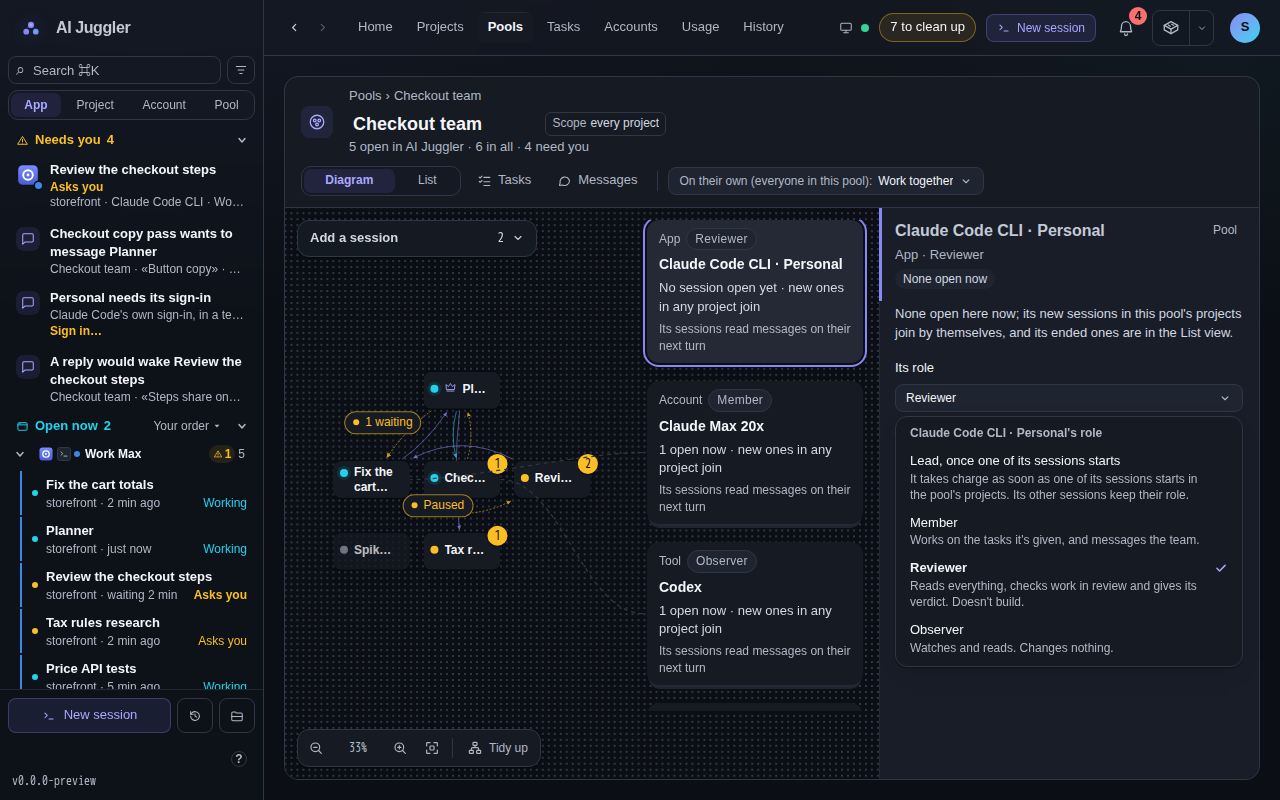 AI Juggler
Search ⌘K
App
Project
Account
Pool
Needs you 4
Review the checkout steps
Asks you
storefront · Claude Code CLI · Wo…
Checkout copy pass wants to
message Planner
Checkout team · «Button copy» · …
Personal needs its sign-in
Claude Code's own sign-in, in a te…
Sign in…
A reply would wake Review the
checkout steps
Checkout team · «Steps share on…
Open now 2
Your order
Work Max
1
5
Fix the cart totals
storefront · 2 min ago
Working
Planner
storefront · just now
Working
Review the checkout steps
storefront · waiting 2 min
Asks you
Tax rules research
storefront · 2 min ago
Asks you
Price API tests
storefront · 5 min ago
Working
New session
?
v0.0.0-preview
Home
Projects
Pools
Tasks
Accounts
Usage
History
7 to clean up
New session
4
S
Pools › Checkout team
Checkout team
Scope every project
5 open in AI Juggler · 6 in all · 4 need you
Diagram
List
Tasks
Messages
On their own (everyone in this pool): Work together
Add a session
2
Pl…
1 waiting
Fix the
cart…
Chec…
1
Revi…
2
Paused
Spik…
Tax r…
1
App
Reviewer
Claude Code CLI · Personal
No session open yet · new ones
in any project join
Its sessions read messages on their
next turn
Account
Member
Claude Max 20x
1 open now · new ones in any
project join
Its sessions read messages on their
next turn
Tool
Observer
Codex
1 open now · new ones in any
project join
Its sessions read messages on their
next turn
33%
Tidy up
Claude Code CLI · Personal
Pool
App · Reviewer
None open now
None open here now; its new sessions in this pool's projects
join by themselves, and its ended ones are in the List view.
Its role
Reviewer
Claude Code CLI · Personal's role
Lead, once one of its sessions starts
It takes charge as soon as one of its sessions starts in
the pool's projects. Its other sessions keep their role.
Member
Works on the tasks it's given, and messages the team.
Reviewer
Reads everything, checks work in review and gives its
verdict. Doesn't build.
Observer
Watches and reads. Changes nothing.